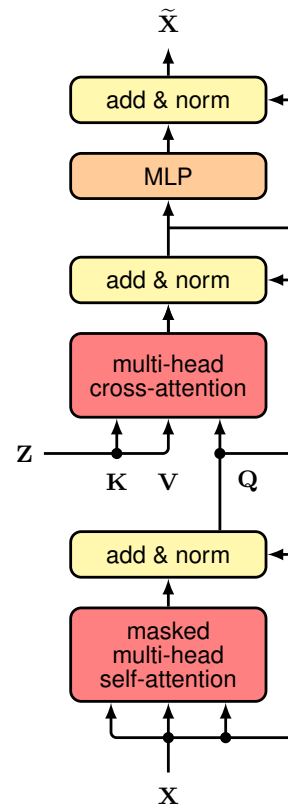 X̃
add & norm
MLP
add & norm
multi-head
cross-attention
Z
K V Q
add & norm
masked
multi-head
self-attention
X